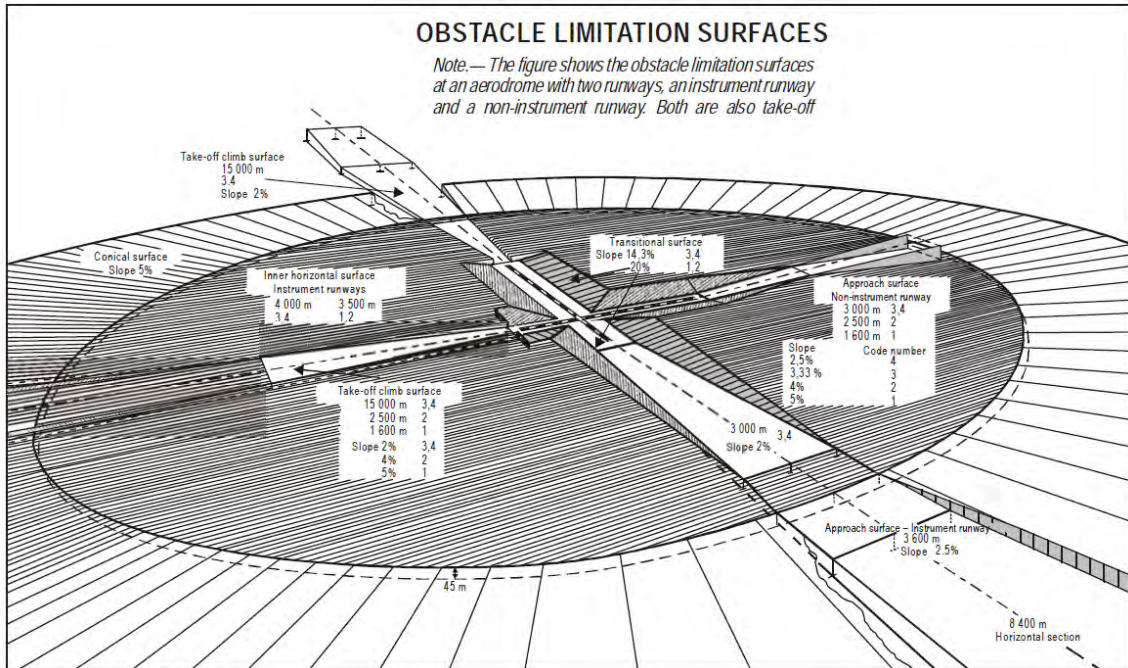 OBSTACLE LIMITATION SURFACES
Note.— The figure shows the obstacle limitation surfaces
at an aerodrome with two runways, an instrument runway
and a non-instrument runway. Both are also take-off
Take-off climb surface
15 000 m
3.4
Slope 2%
Conical surface
Slope 5%
Inner horizontal surface
Instrument runways
4 000 m 3 500 m
3.4 1,2
Transitional surface
Slope 14,3% 3,4
20% 1,2
Approach surface
Non-instrument runway
3 000 m 3,4
2 500 m 2
1 600 m 1
Slope Code number
2,5% 4
3,33 % 3
4% 2
5% 1
Take-off climb surface
15 000 m 3,4
2 500 m 2
1 600 m 1
Slope 2% 3,4
4% 2
5% 1
3 000 m 3,4
Slope 2%
Approach surface – Instrument runway
3 600 m
Slope 2.5%
45 m
8 400 m
Horizontal section